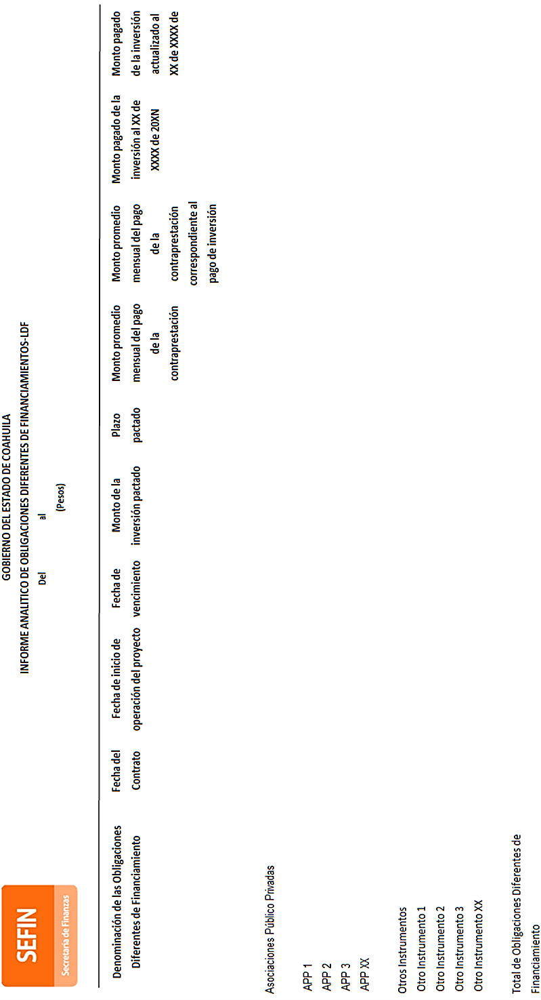 SEFIN
Secretaría de Finanzas
GOBIERNO DEL ESTADO DE COAHUILA
INFORME ANALITICO DE OBLIGACIONES DIFERENTES DE FINANCIAMIENTOS-LDF
Del al
(Pesos)
Denominación de las Obligaciones
Diferentes de Financiamiento
Fecha del
Contrato
Fecha de inicio de
operación del proyecto
Fecha de
vencimiento
Monto de la
inversión pactado
Plazo
pactado
Monto promedio
mensual del pago
de la
contraprestación
Monto promedio
mensual del pago
de la
contraprestación
correspondiente al
pago de inversión
Monto pagado de la
inversión al XX de
XXXX de 20XN
Monto pagado
de la inversión
actualizado al
XX de XXXX de
Asociaciones Público Privadas
APP 1
APP 2
APP 3
APP XX
Otros Instrumentos
Otro Instrumento 1
Otro Instrumento 2
Otro Instrumento 3
Otro Instrumento XX
Total de Obligaciones Diferentes de
Financiamiento